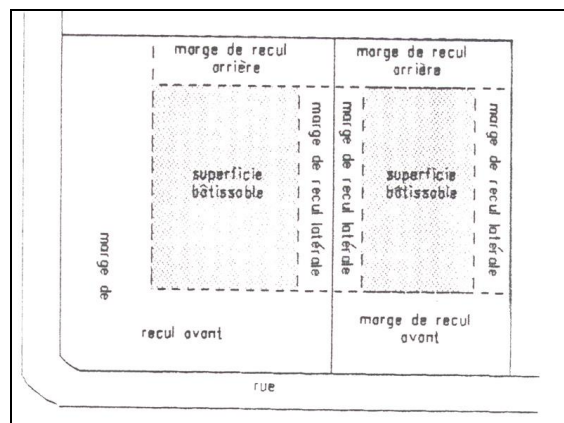 marge de recul
arrière
marge de recul
arrière
superficie
bâtissable
marge de recul latérale
marge de recul latérale
superficie
bâtissable
marge de recul latérale
marge de
recul avant
marge de recul
avant
rue